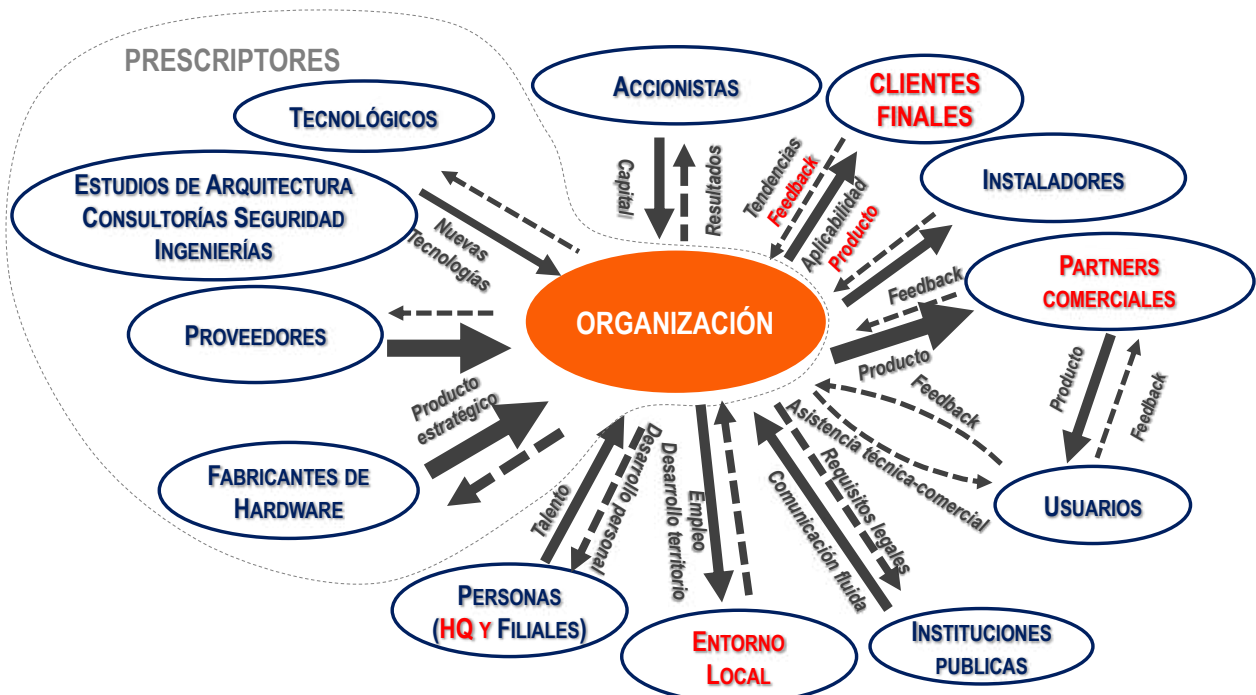 PRESCRIPTORES
TECNOLÓGICOS
ESTUDIOS DE ARQUITECTURA
CONSULTORÍAS SEGURIDAD
INGENIERÍAS
PROVEEDORES
FABRICANTES DE
HARDWARE
ACCIONISTAS
CLIENTES
FINALES
INSTALADORES
PARTNERS
COMERCIALES
USUARIOS
INSTITUCIONES
PUBLICAS
ENTORNO
LOCAL
PERSONAS
(HQ Y FILIALES)
ORGANIZACIÓN
Nuevas
Tecnologías
Capital
Resultados
Tendencias
Feedback
Aplicabilidad
Producto
Feedback
Producto
Producto
Feedback
Feedback
Asistencia técnica-comercial
Requisitos legales
Comunicación fluida
Empleo
Desarrollo territorio
Desarrollo personal
Talento
Producto
estratégico